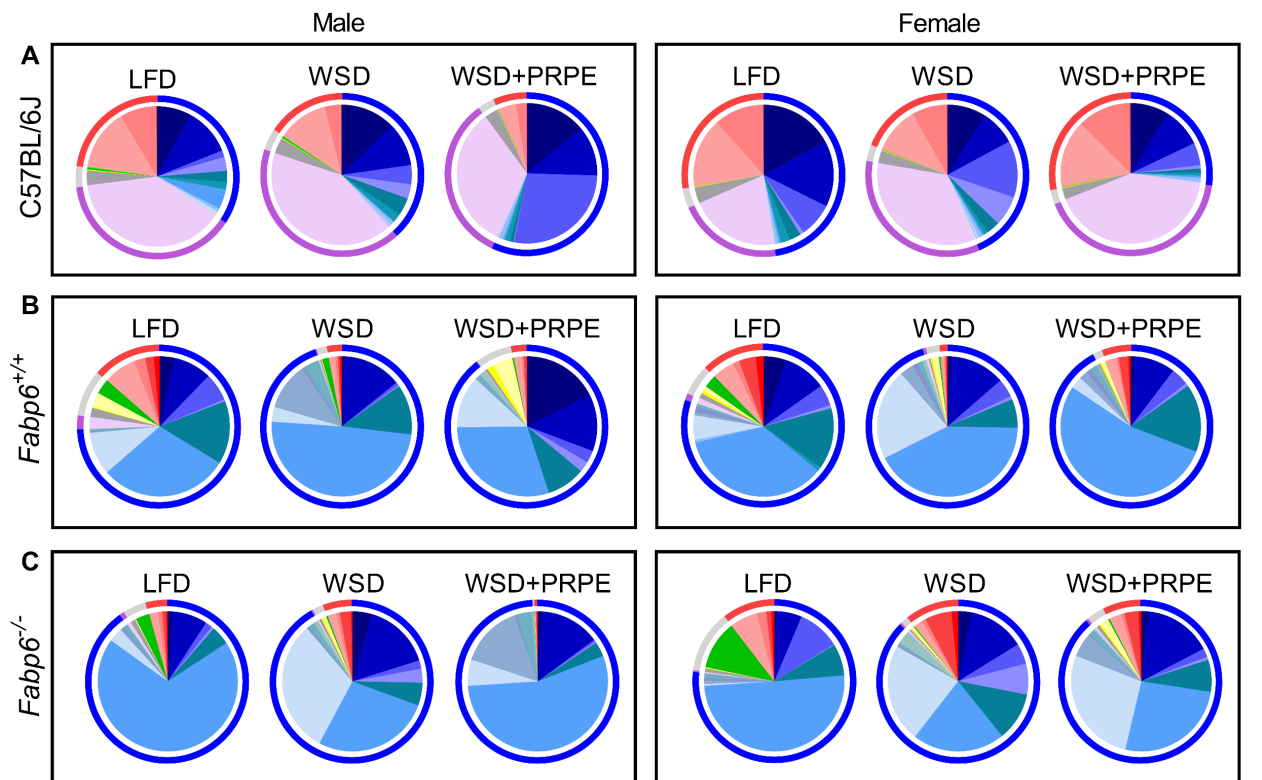 Male Female
A
C57BL/6J
LFD WSD WSD+PRPE LFD WSD WSD+PRPE
B
Fabp6+/+
LFD WSD WSD+PRPE LFD WSD WSD+PRPE
C
Fabp6-/-
LFD WSD WSD+PRPE LFD WSD WSD+PRPE